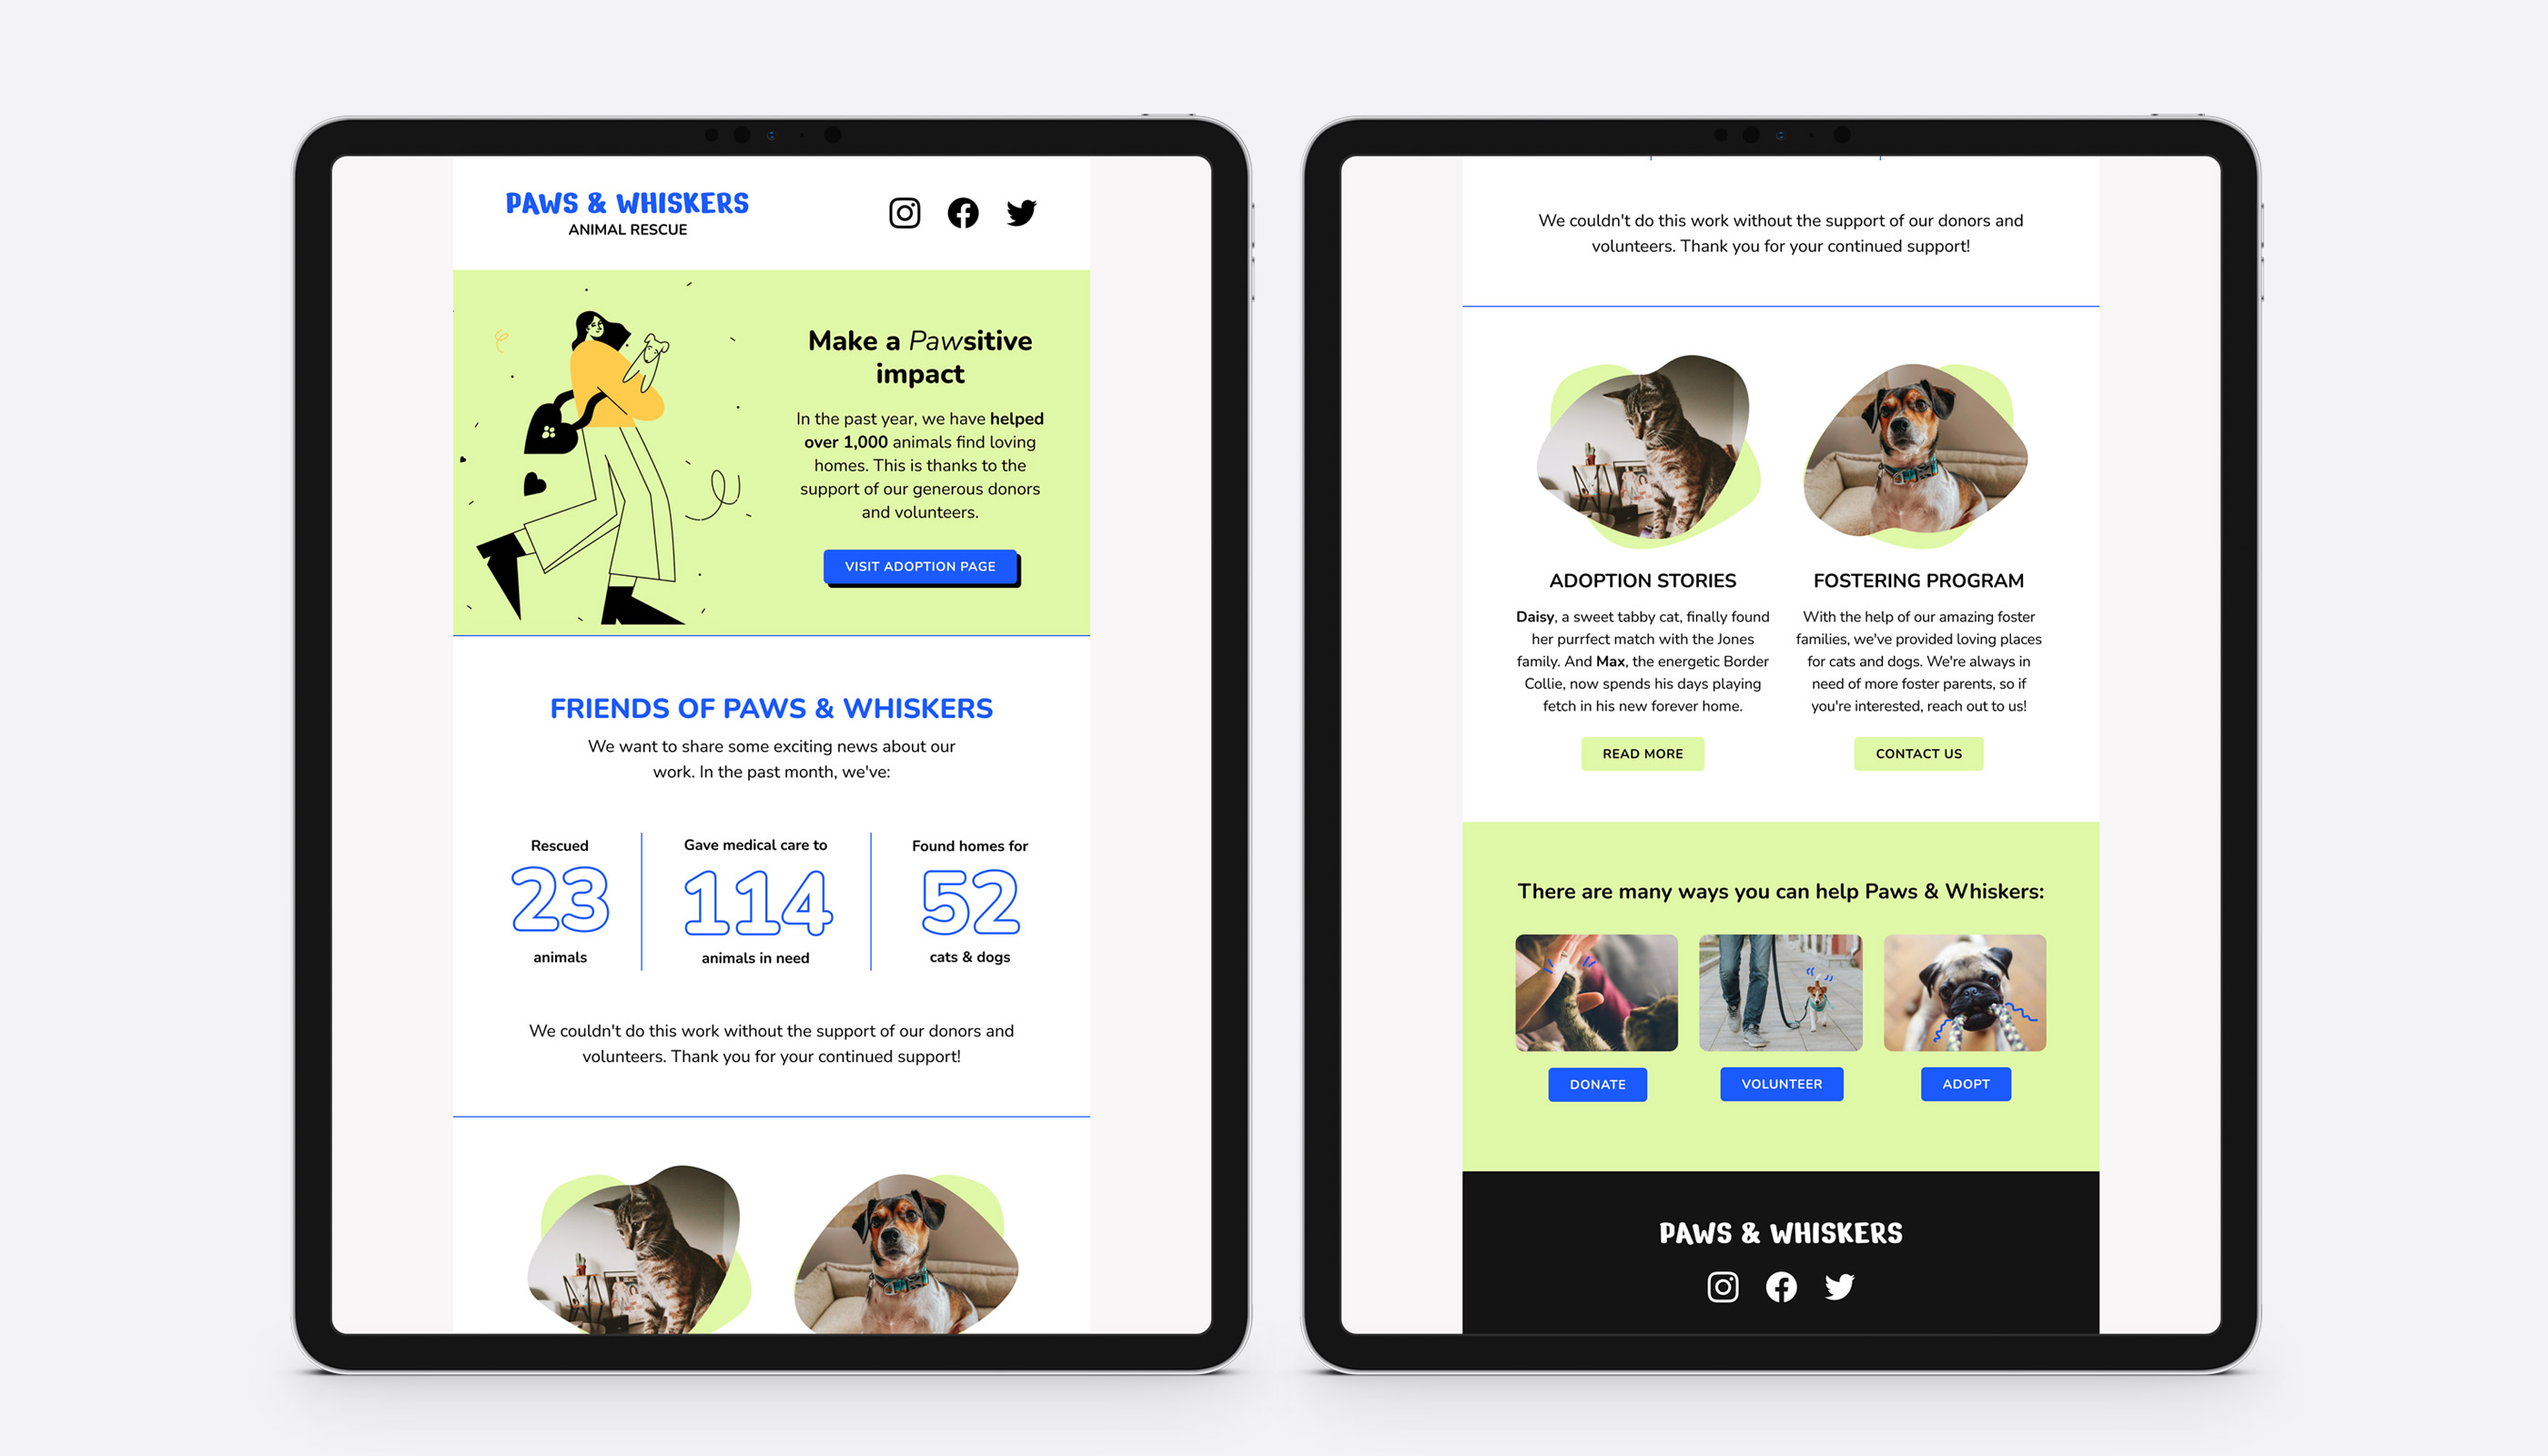 PAWS & WHISKERS
ANIMAL RESCUE
Make a Pawsitive
impact
In the past year, we have helped
over 1,000 animals find loving
homes. This is thanks to the
support of our generous donors
and volunteers.
VISIT ADOPTION PAGE
FRIENDS OF PAWS & WHISKERS
We want to share some exciting news about our
work. In the past month, we've:
Rescued
23
animals
Gave medical care to
114
animals in need
Found homes for
52
cats & dogs
We couldn't do this work without the support of our donors and
volunteers. Thank you for your continued support!
We couldn't do this work without the support of our donors and
volunteers. Thank you for your continued support!
ADOPTION STORIES
Daisy, a sweet tabby cat, finally found
her purrfect match with the Jones
family. And Max, the energetic Border
Collie, now spends his days playing
fetch in his new forever home.
READ MORE
FOSTERING PROGRAM
With the help of our amazing foster
families, we've provided loving places
for cats and dogs. We're always in
need of more foster parents, so if
you're interested, reach out to us!
CONTACT US
There are many ways you can help Paws & Whiskers:
DONATE
VOLUNTEER
ADOPT
PAWS & WHISKERS